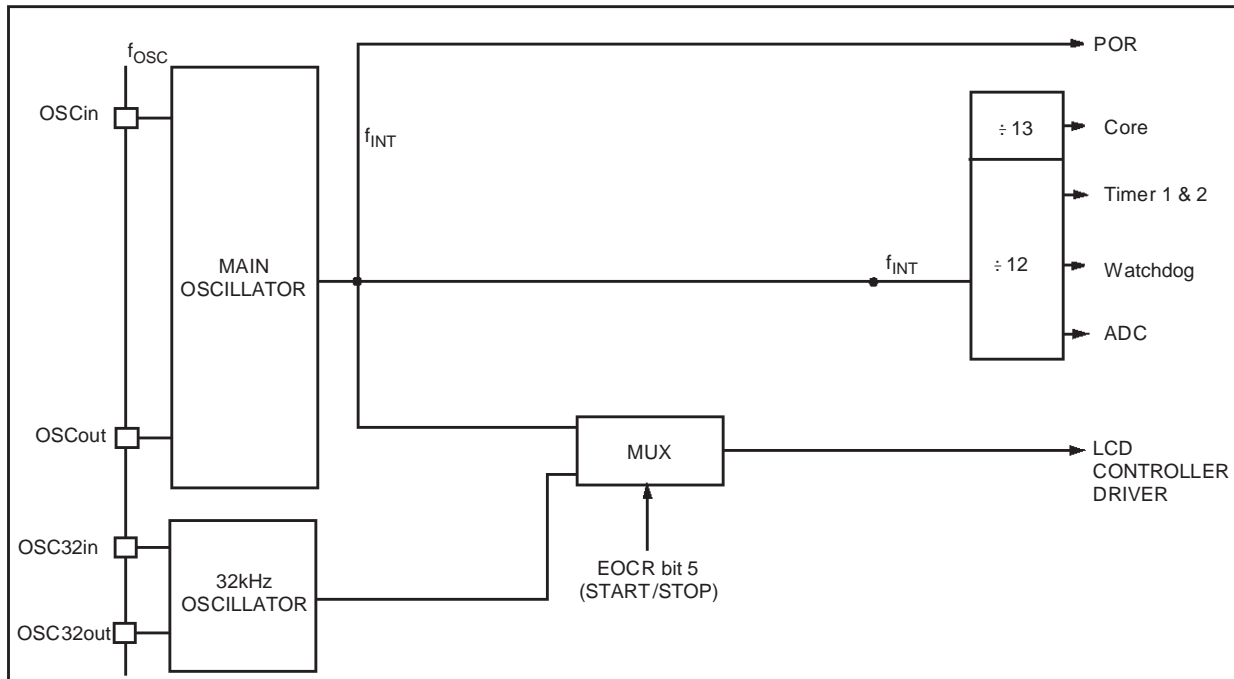 fOSC
POR
OSCin
÷ 13
Core
fINT
Timer 1 & 2
MAIN
OSCILLATOR
fINT
÷ 12
Watchdog
ADC
OSCout
MUX
LCD
CONTROLLER
DRIVER
OSC32in
32kHz
OSCILLATOR
EOCR bit 5
(START/STOP)
OSC32out